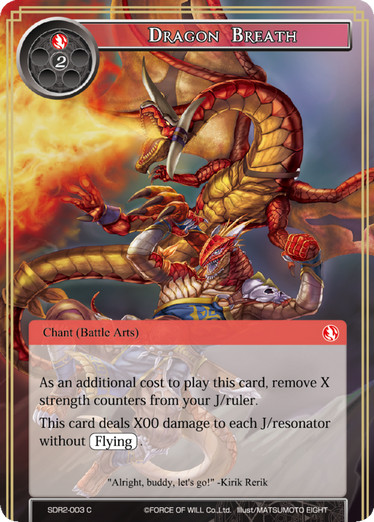 Dragon Breath
2
Chant (Battle Arts)
As an additional cost to play this card, remove X
strength counters from your J/ruler.
This card deals X00 damage to each J/resonator
without Flying .
"Alright, buddy, let's go!" -Kirik Rerik
SDR2-003 C ©FORCE OF WILL Co.,Ltd. Illust/MATSUMOTO EIGHT